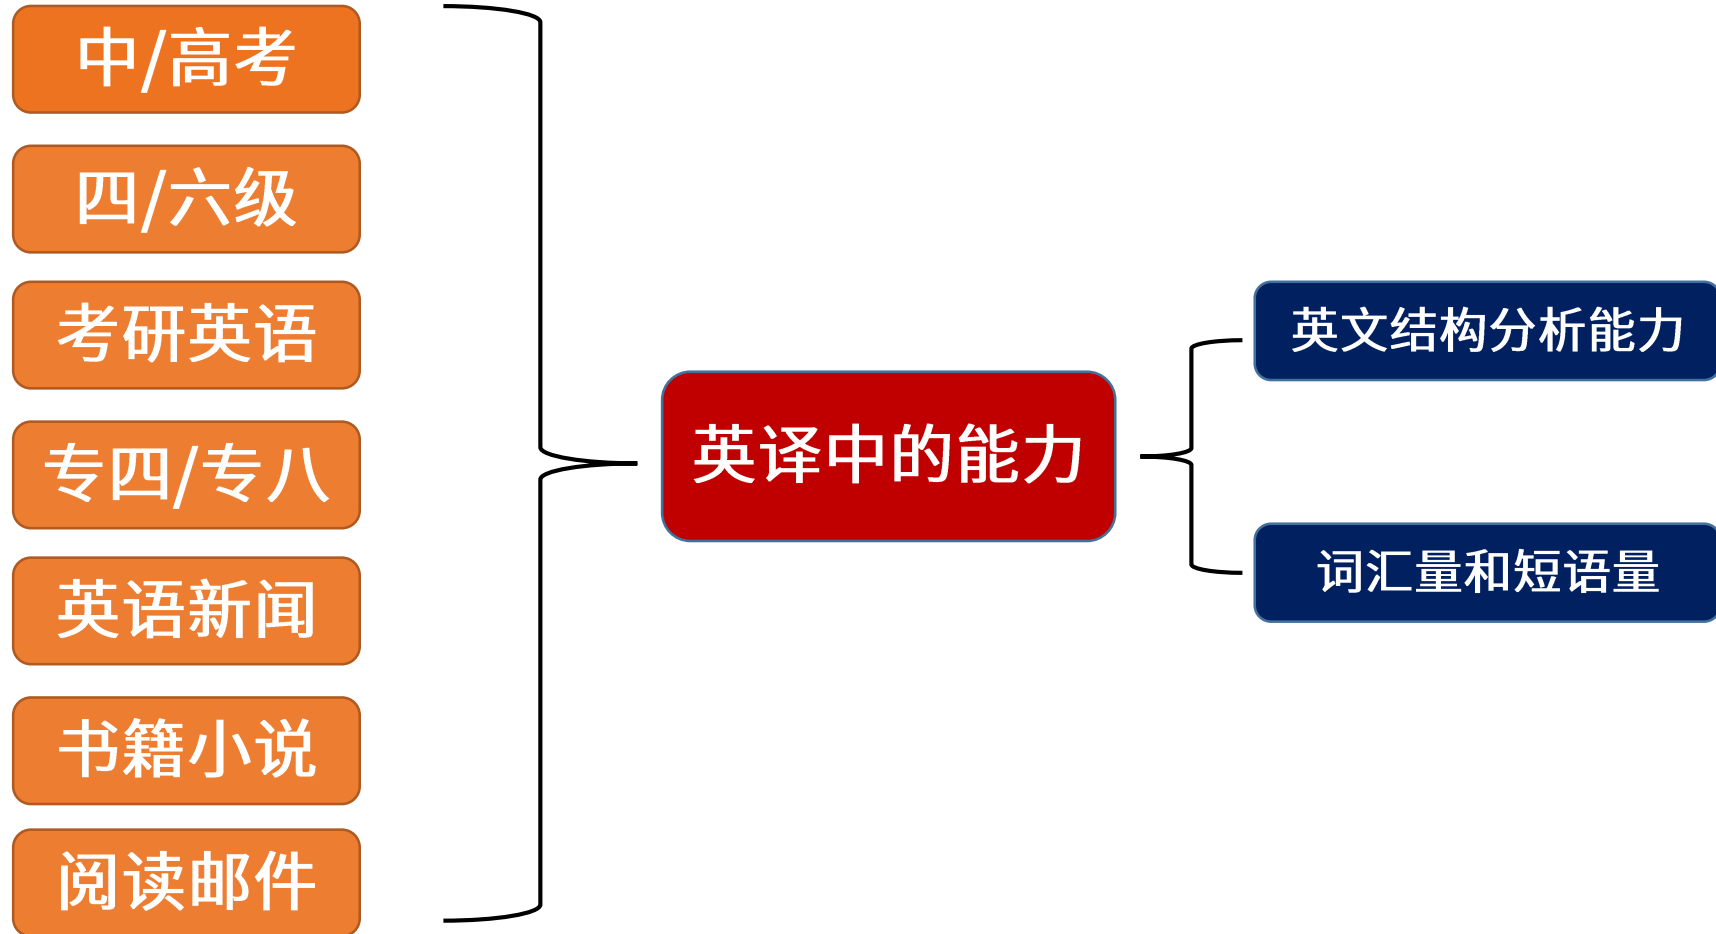 中/高考
四/六级
考研英语
专四/专八
英语新闻
书籍小说
阅读邮件
英译中的能力
英文结构分析能力
词汇量和短语量